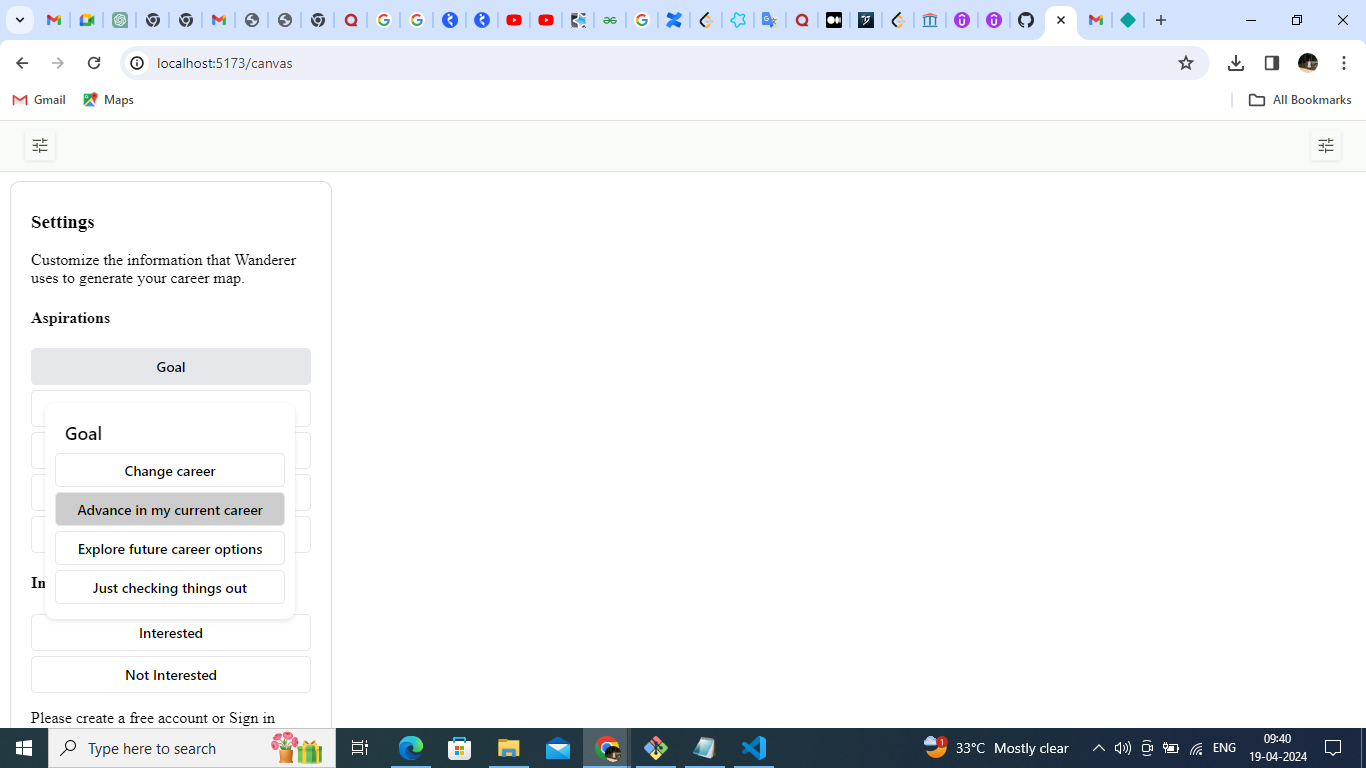 localhost:5173/canvas
Gmail
Maps
All Bookmarks
Settings
Customize the information that Wanderer
uses to generate your career map.
Aspirations
Goal
Goal
Change career
Advance in my current career
Explore future career options
Just checking things out
In
Interested
Not Interested
Please create a free account or Sign in
Type here to search
1
33°C Mostly clear
ENG
09:40
19-04-2024